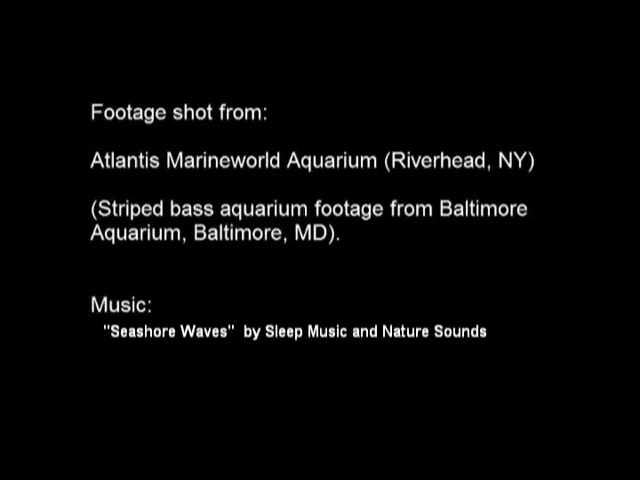 Footage shot from:
Atlantis Marineworld Aquarium (Riverhead, NY)
(Striped bass aquarium footage from Baltimore
Aquarium, Baltimore, MD).
Music:
"Seashore Waves" by Sleep Music and Nature Sounds